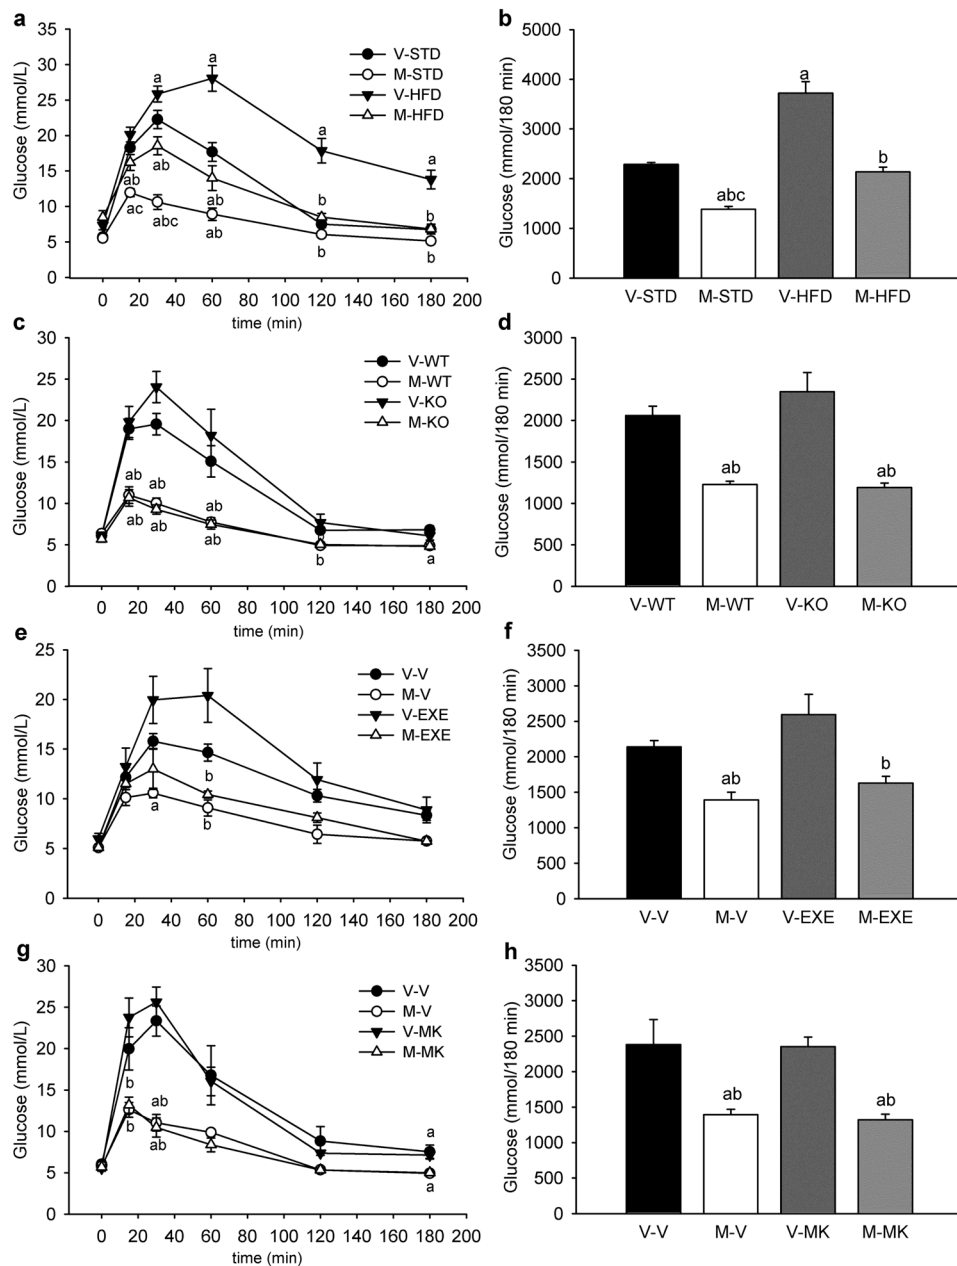 a
Glucose (mmol/L)
35
30
25
20
15
10
5
0
V-STD
M-STD
V-HFD
M-HFD
a
a
a
a
ab
ab
ab
b
b
ac
abc
ab
b
b
0 20 40 60 80 100 120 140 160 180 200
time (min)
b
Glucose (mmol/180 min)
5000
4000
3000
2000
1000
0
abc
a
b
V-STD M-STD V-HFD M-HFD
c
Glucose (mmol/L)
30
25
20
15
10
5
0
V-WT
M-WT
V-KO
M-KO
ab
ab
ab
ab
ab
ab
b
a
0 20 40 60 80 100 120 140 160 180 200
time (min)
d
Glucose (mmol/180 min)
3000
2500
2000
1500
1000
500
0
ab
ab
V-WT M-WT V-KO M-KO
e
Glucose (mmol/L)
25
20
15
10
5
0
V-V
M-V
V-EXE
M-EXE
b
a
b
0 20 40 60 80 100 120 140 160 180 200
time (min)
f
Glucose (mmol/180 min)
3500
3000
2500
2000
1500
1000
500
0
ab
b
V-V M-V V-EXE M-EXE
g
Glucose (mmol/L)
30
25
20
15
10
5
0
V-V
M-V
V-MK
M-MK
b
ab
a
b
ab
a
0 20 40 60 80 100 120 140 160 180 200
time (min)
h
Glucose (mmol/180 min)
3500
3000
2500
2000
1500
1000
500
0
ab
ab
V-V M-V V-MK M-MK